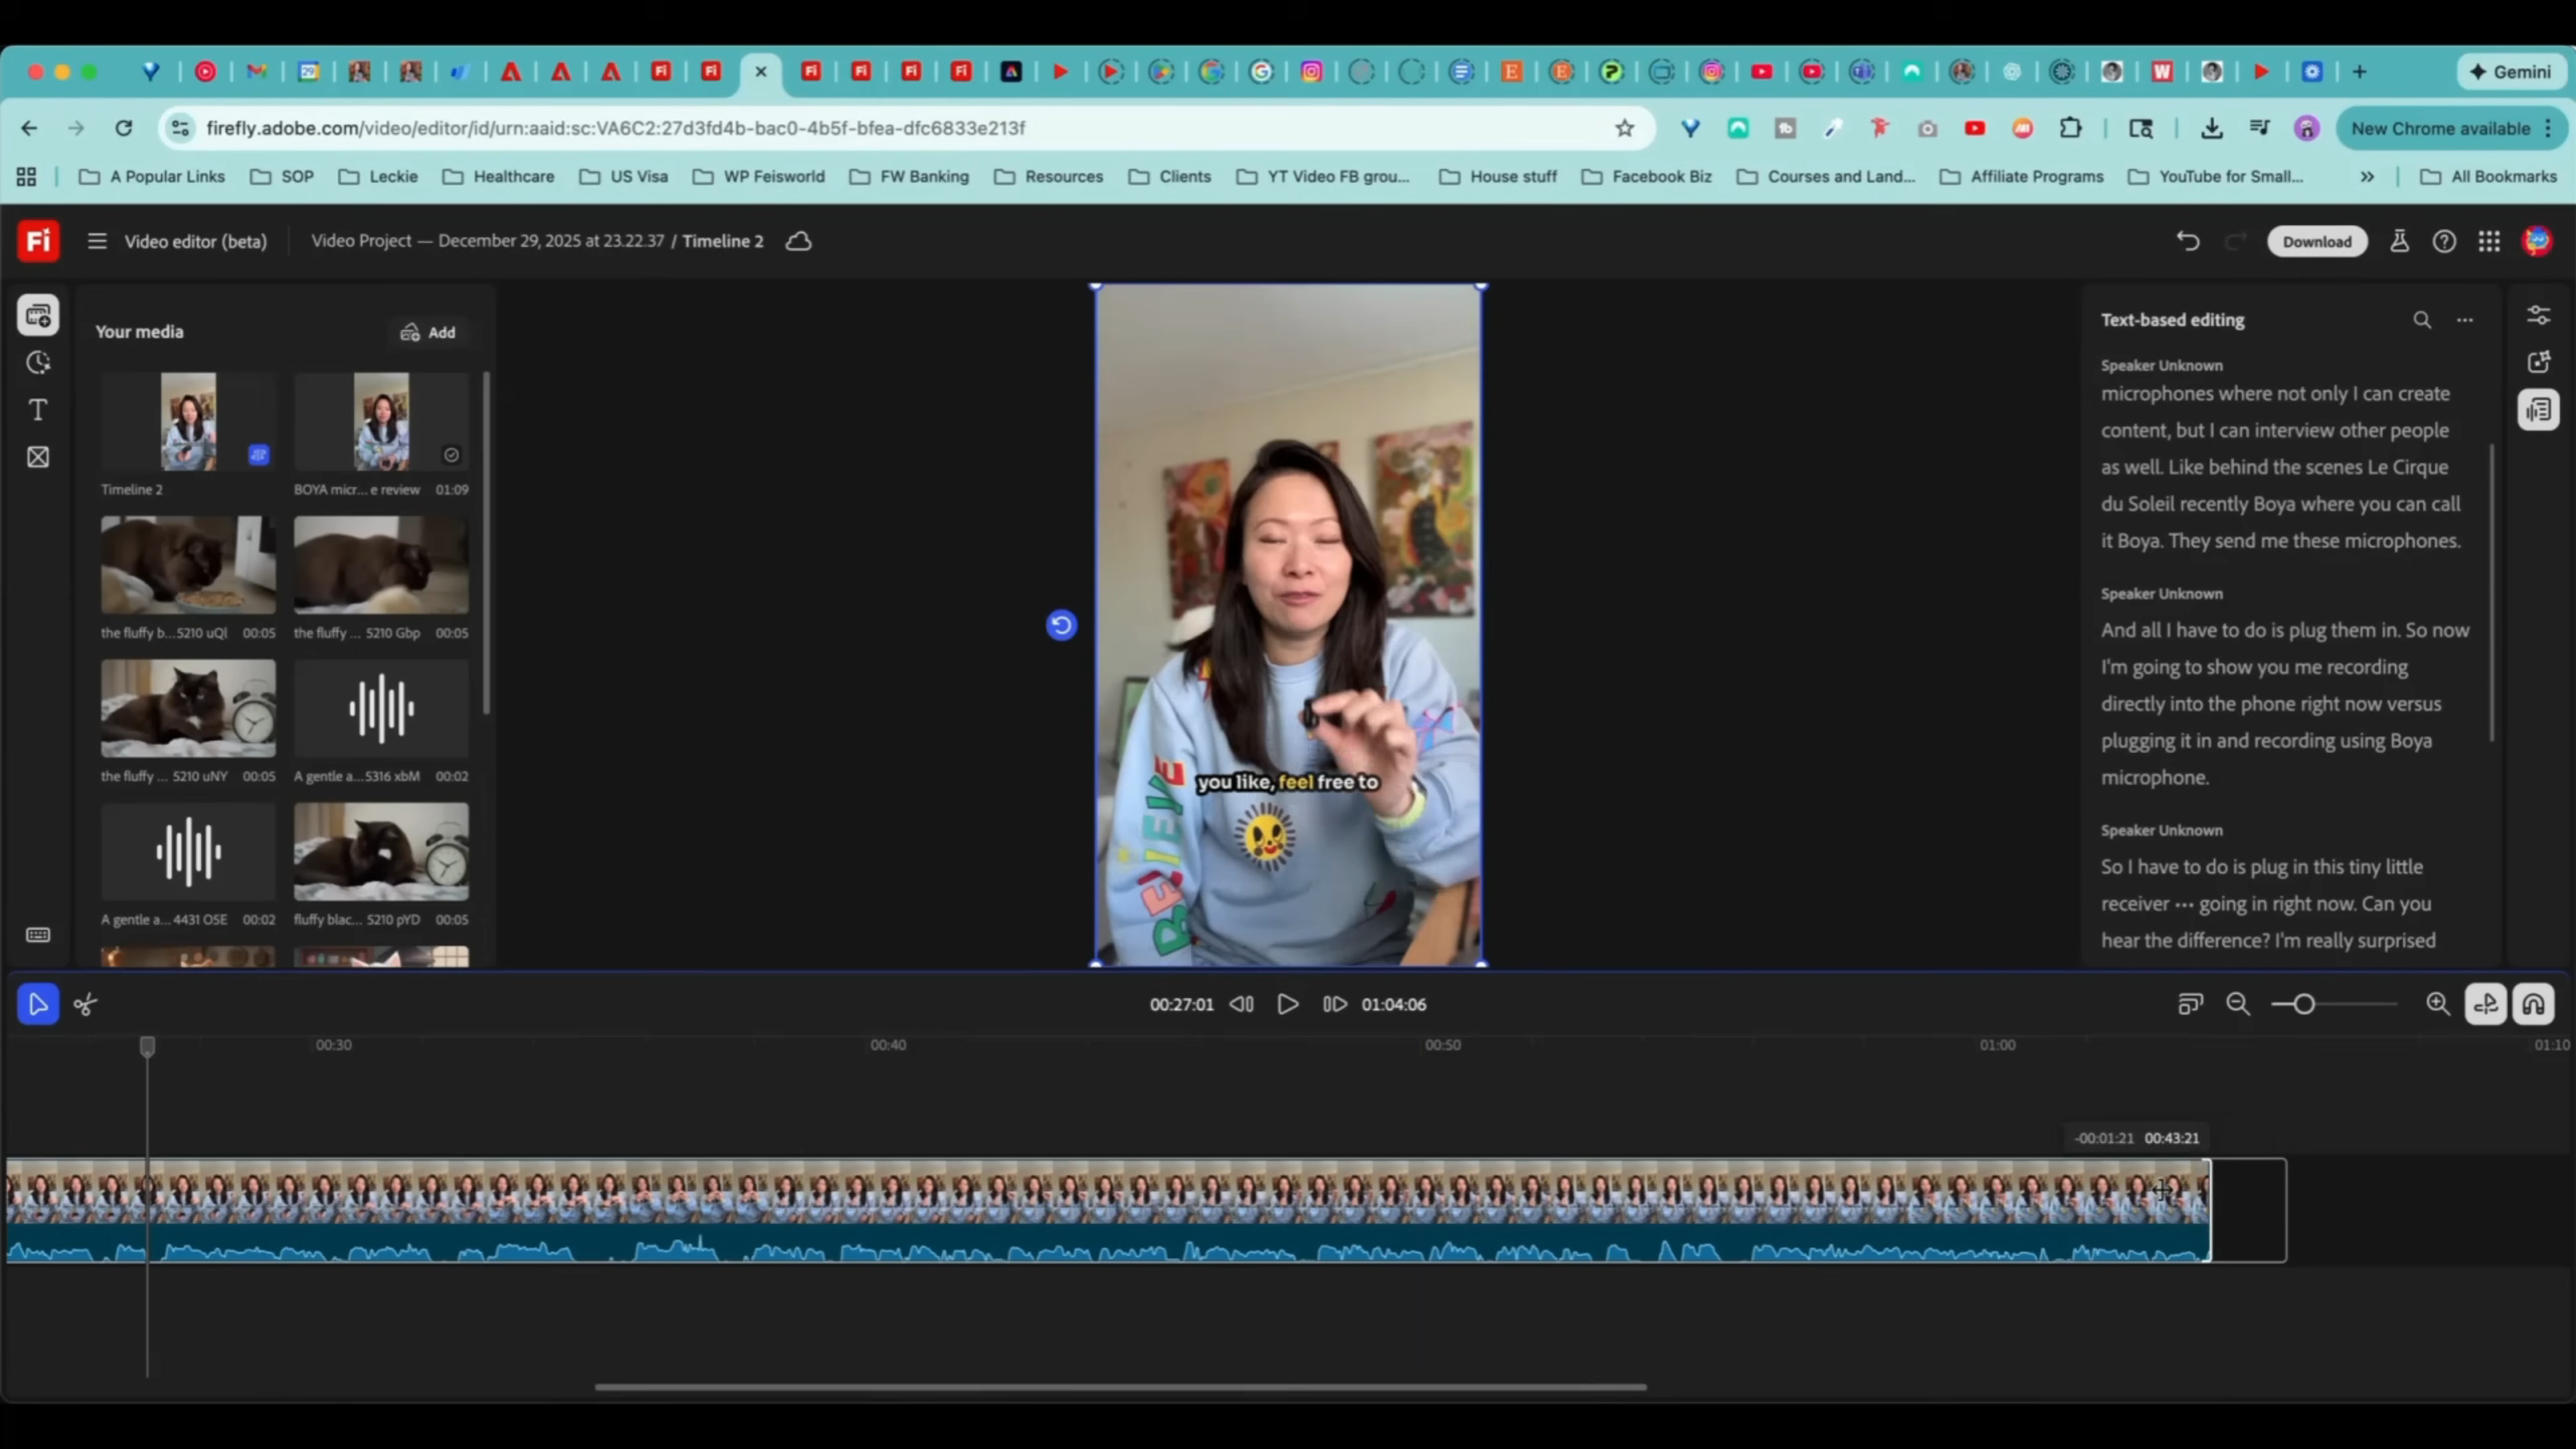 Gemini
firefly.adobe.com/video/editor/id/urn:aaid:sc:VA6C2:27d3fd4b-bac0-4b5f-bfea-dfc6833e213f
New Chrome available
A Popular Links
SOP
Leckie
Healthcare
US Visa
WP Feisworld
FW Banking
Resources
Clients
YT Video FB grou...
House stuff
Facebook Biz
Courses and Land...
Affiliate Programs
YouTube for Small...
All Bookmarks
Fi
Video editor (beta)
Video Project — December 29, 2025 at 23.22.37 / Timeline 2
Download
Your media
Add
Timeline 2
BOYA micr... e review 01:09
the fluffy b...5210 uQl 00:05
the fluffy ... 5210 Gbp 00:05
the fluffy ... 5210 uNY 00:05
A gentle a...5316 xbM 00:02
A gentle a... 4431 O5E 00:02
fluffy blac... 5210 pYD 00:05
BELIEVE
you like, feel free to
Text-based editing
Speaker Unknown
microphones where not only I can create
content, but I can interview other people
as well. Like behind the scenes Le Cirque
du Soleil recently Boya where you can call
it Boya. They send me these microphones.
Speaker Unknown
And all I have to do is plug them in. So now
I'm going to show you me recording
directly into the phone right now versus
plugging it in and recording using Boya
microphone.
Speaker Unknown
So I have to do is plug in this tiny little
receiver ••• going in right now. Can you
hear the difference? I'm really surprised
00:27:01
01:04:06
00:30
00:40
00:50
01:00
01:10
-00:01:21 00:43:21